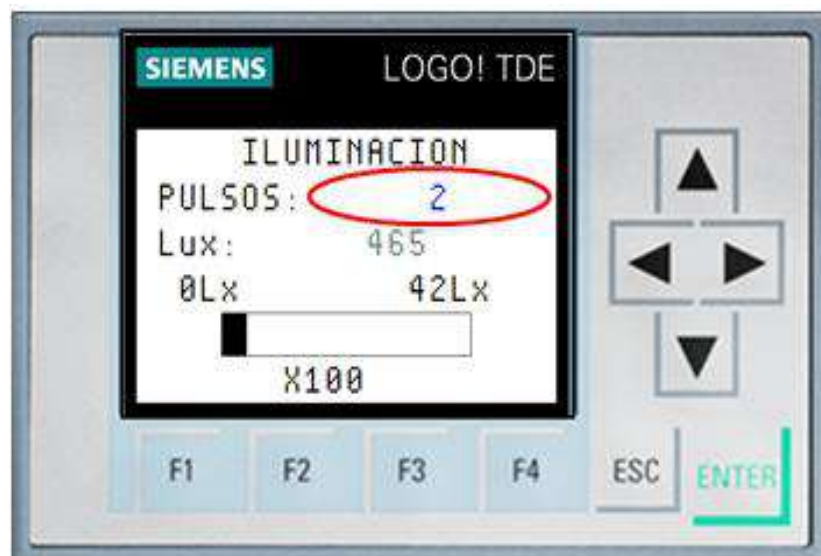 SIEMENS LOGO! TDE
ILUMINACION
PULSOS: 2
Lux: 465
0Lx 42Lx
X100
F1 F2 F3 F4 ESC ENTER